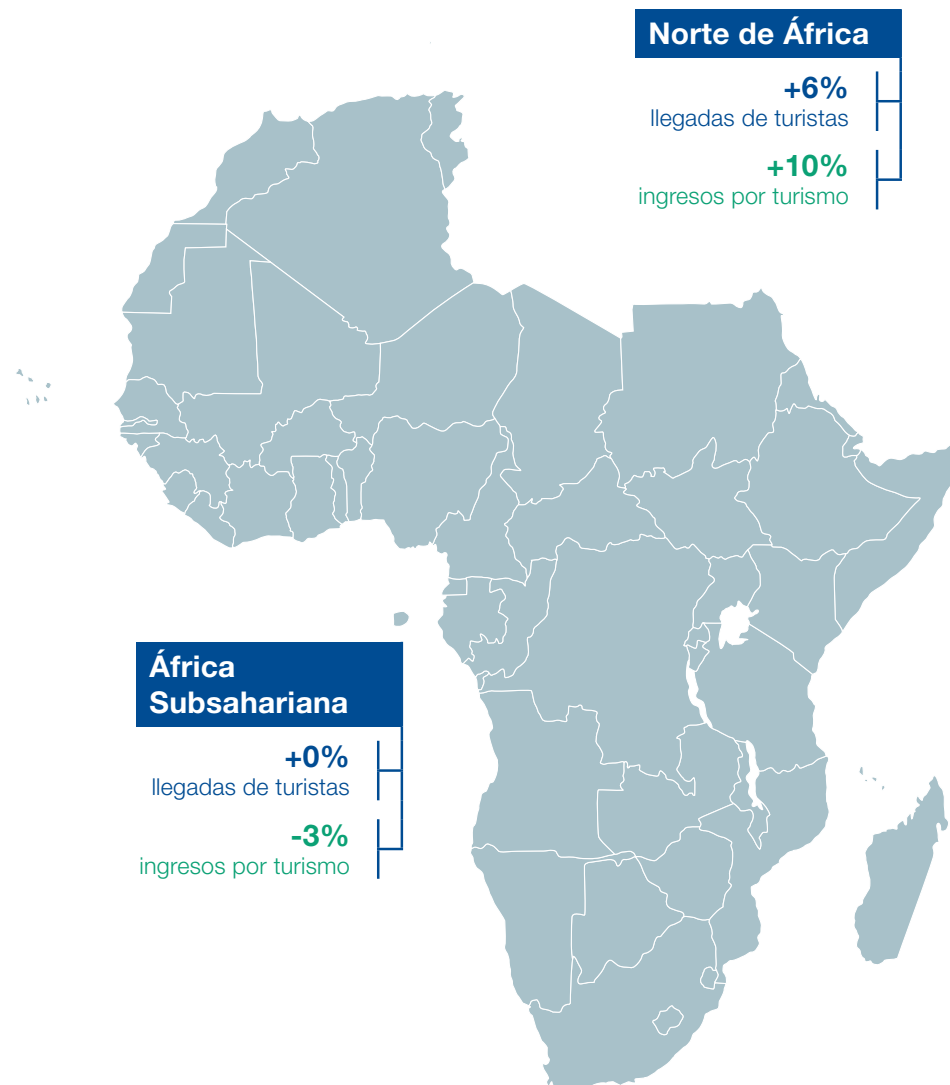 Norte de África
+6%
llegadas de turistas
+10%
ingresos por turismo
África
Subsahariana
+0%
llegadas de turistas
-3%
ingresos por turismo